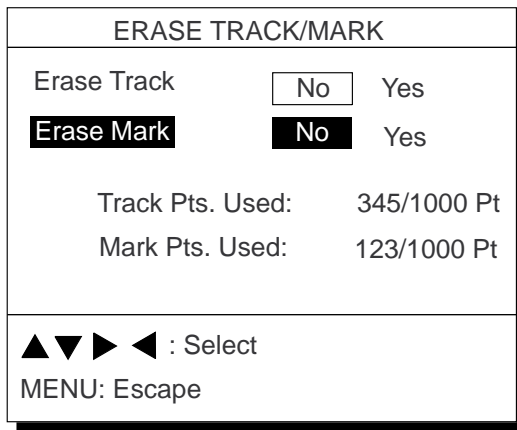 ERASE TRACK/MARK
Erase Track No Yes
Erase Mark No Yes
Track Pts. Used: 345/1000 Pt
Mark Pts. Used: 123/1000 Pt
▲▼▶◀ : Select
MENU: Escape